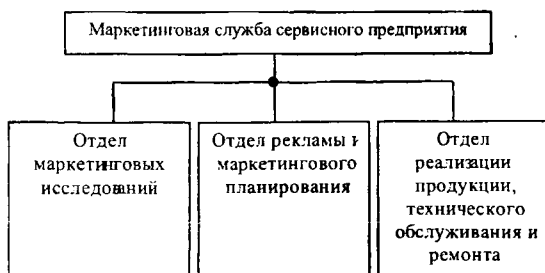 Маркетинговая служба сервисного предприятия
Отдел
маркетинговых
исследований
Отдел рекламы и
маркетингового
планирования
Отдел
реализации
продукции,
технического
обслуживания и
ремонта